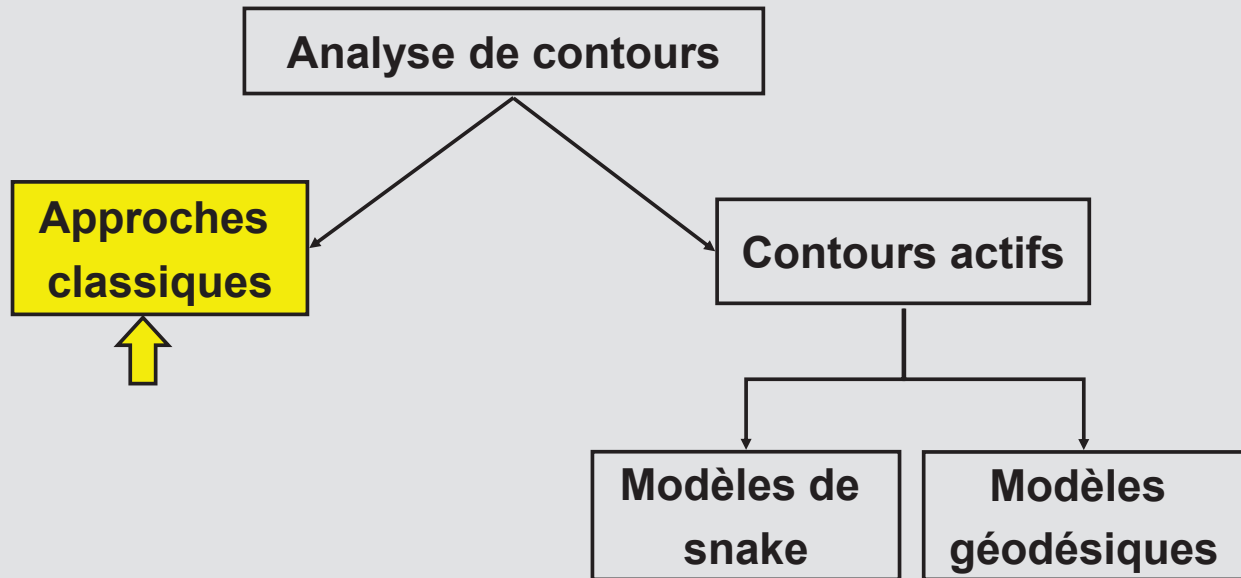 Analyse de contours
Approches
classiques
Contours actifs
Modèles de
snake
Modèles
géodésiques